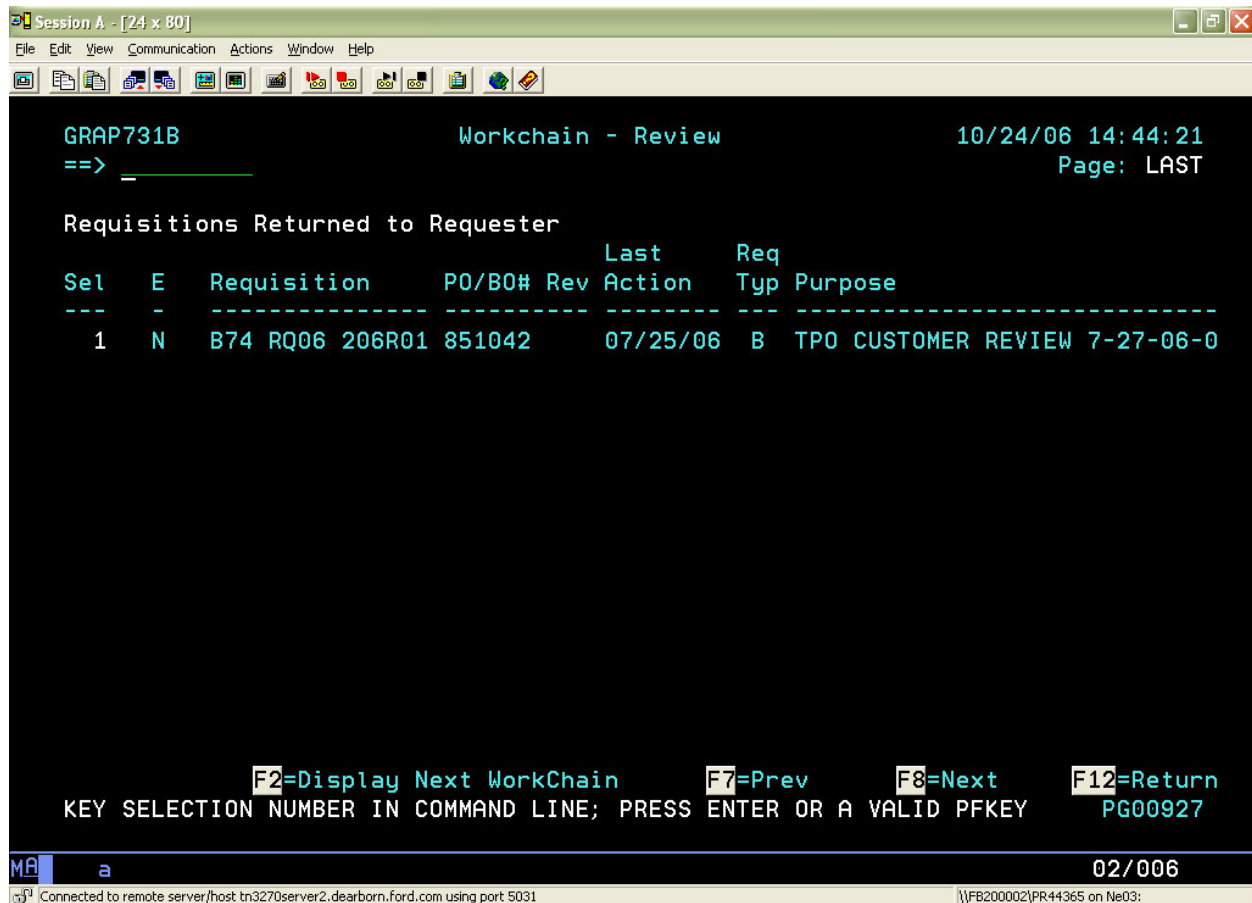 Session A - [24 x 80]
File Edit View Communication Actions Window Help
GRAP731B Workchain - Review 10/24/06 14:44:21
==> Page: LAST
Requisitions Returned to Requester
Last Req
Sel E Requisition PO/BO# Rev Action Typ Purpose
--- - --------------- ---------- -------- --- -----------------------------
1 N B74 RQ06 206R01 851042 07/25/06 B TPO CUSTOMER REVIEW 7-27-06-0
F2=Display Next WorkChain F7=Prev F8=Next F12=Return
KEY SELECTION NUMBER IN COMMAND LINE; PRESS ENTER OR A VALID PFKEY PG00927
MA a 02/006
Connected to remote server/host tn3270server2.dearborn.ford.com using port 5031 \\FB200002\PR44365 on Ne03: